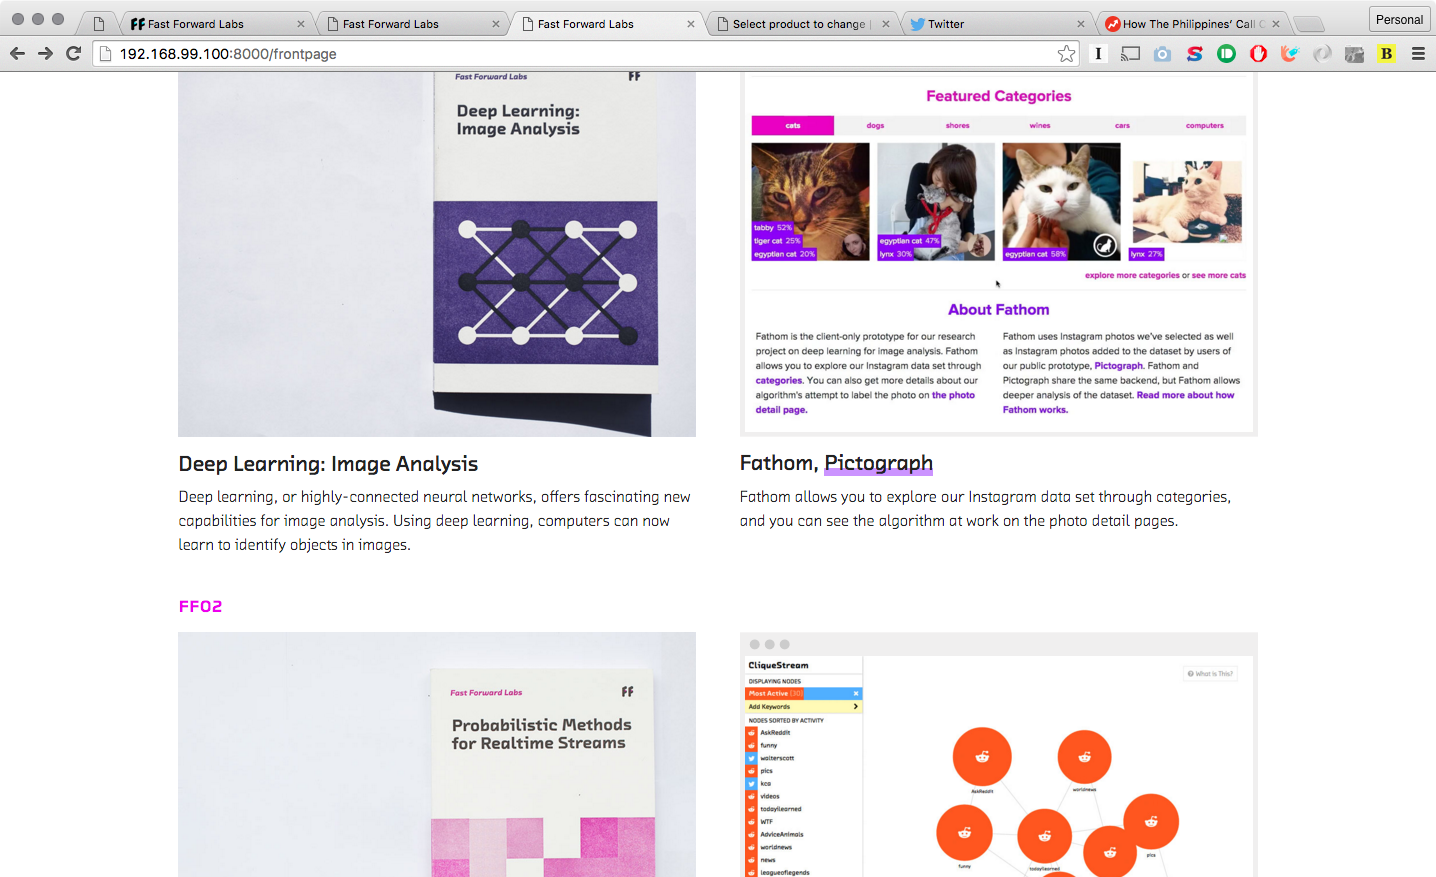 Fast Forward Labs
Fast Forward Labs
Fast Forward Labs
Select product to change |
Twitter
How The Philippines' Call C
Personal
192.168.99.100:8000/frontpage
Fast Forward Labs
FF
Deep Learning:
Image Analysis
Featured Categories
cats dogs shores wines cars computers
tabby 52%
tiger cat 25%
egyptian cat 20%
egyptian cat 47%
lynx 30%
egyptian cat 58%
lynx 27%
explore more categories or see more cats
About Fathom
Fathom is the client-only prototype for our research
project on deep learning for image analysis. Fathom
allows you to explore our Instagram data set through
categories. You can also get more details about our
algorithm's attempt to label the photo on the photo
detail page.
Fathom uses Instagram photos we've selected as well
as Instagram photos added to the dataset by users of
our public prototype, Pictograph. Fathom and
Pictograph share the same backend, but Fathom allows
deeper analysis of the dataset. Read more about how
Fathom works.
Deep Learning: Image Analysis
Deep learning, or highly-connected neural networks, offers fascinating new
capabilities for image analysis. Using deep learning, computers can now
learn to identify objects in images.
Fathom, Pictograph
Fathom allows you to explore our Instagram data set through categories,
and you can see the algorithm at work on the photo detail pages.
FF02
Fast Forward Labs
FF
Probabilistic Methods
for Realtime Streams
CliqueStream
What is This?
DISPLAYING NODES
Most Active (30)
Add Keywords
NODES SORTED BY ACTIVITY
AskReddit
funny
walterscott
pics
kca
videos
todayilearned
WTF
AdviceAnimals
worldnews
news
leagueoflegends
AskReddit
worldnews
funny
todayilearned
pics